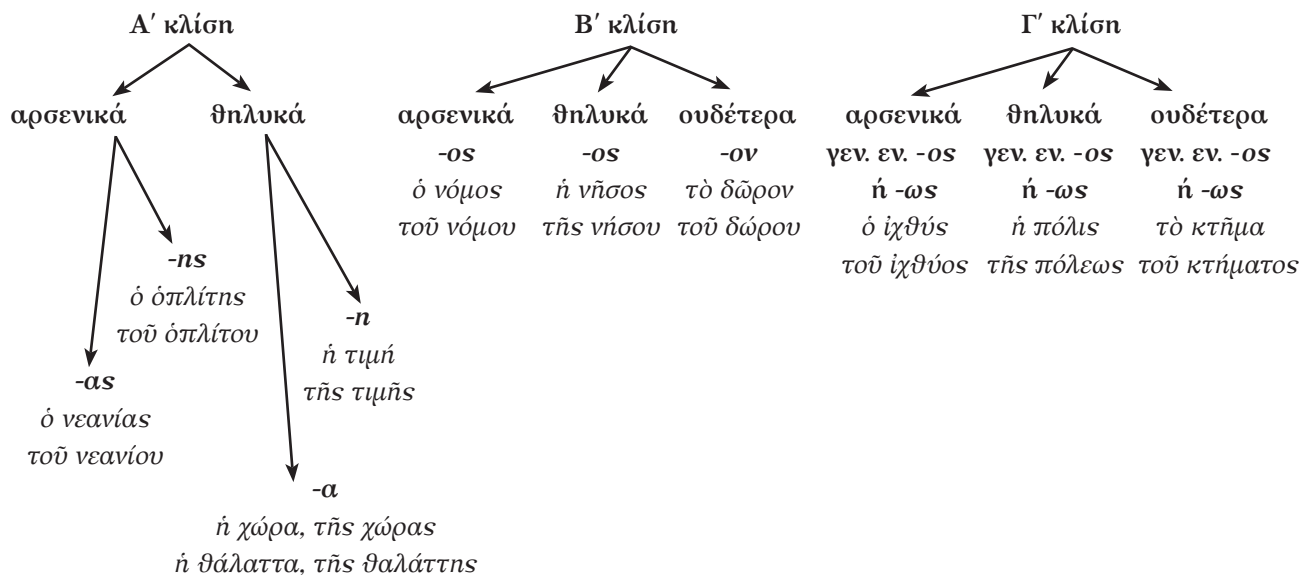 Α′ κλίση
αρσενικά
-ης
ὁ ὁπλίτης
τοῦ ὁπλίτου
-ας
ὁ νεανίας
τοῦ νεανίου
θηλυκά
-η
ἡ τιμή
τῆς τιμῆς
-α
ἡ χώρα, τῆς χώρας
ἡ θάλαττα, τῆς θαλάττης
Β′ κλίση
αρσενικά
-ος
ὁ νόμος
τοῦ νόμου
θηλυκά
-ος
ἡ νῆσος
τῆς νήσου
ουδέτερα
-ον
τὸ δῶρον
τοῦ δώρου
Γ′ κλίση
αρσενικά
γεν. εν. -ος
ή -ως
ὁ ἰχθύς
τοῦ ἰχθύος
θηλυκά
γεν. εν. -ος
ή -ως
ἡ πόλις
τῆς πόλεως
ουδέτερα
γεν. εν. -ος
ή -ως
τὸ κτῆμα
τοῦ κτήματος